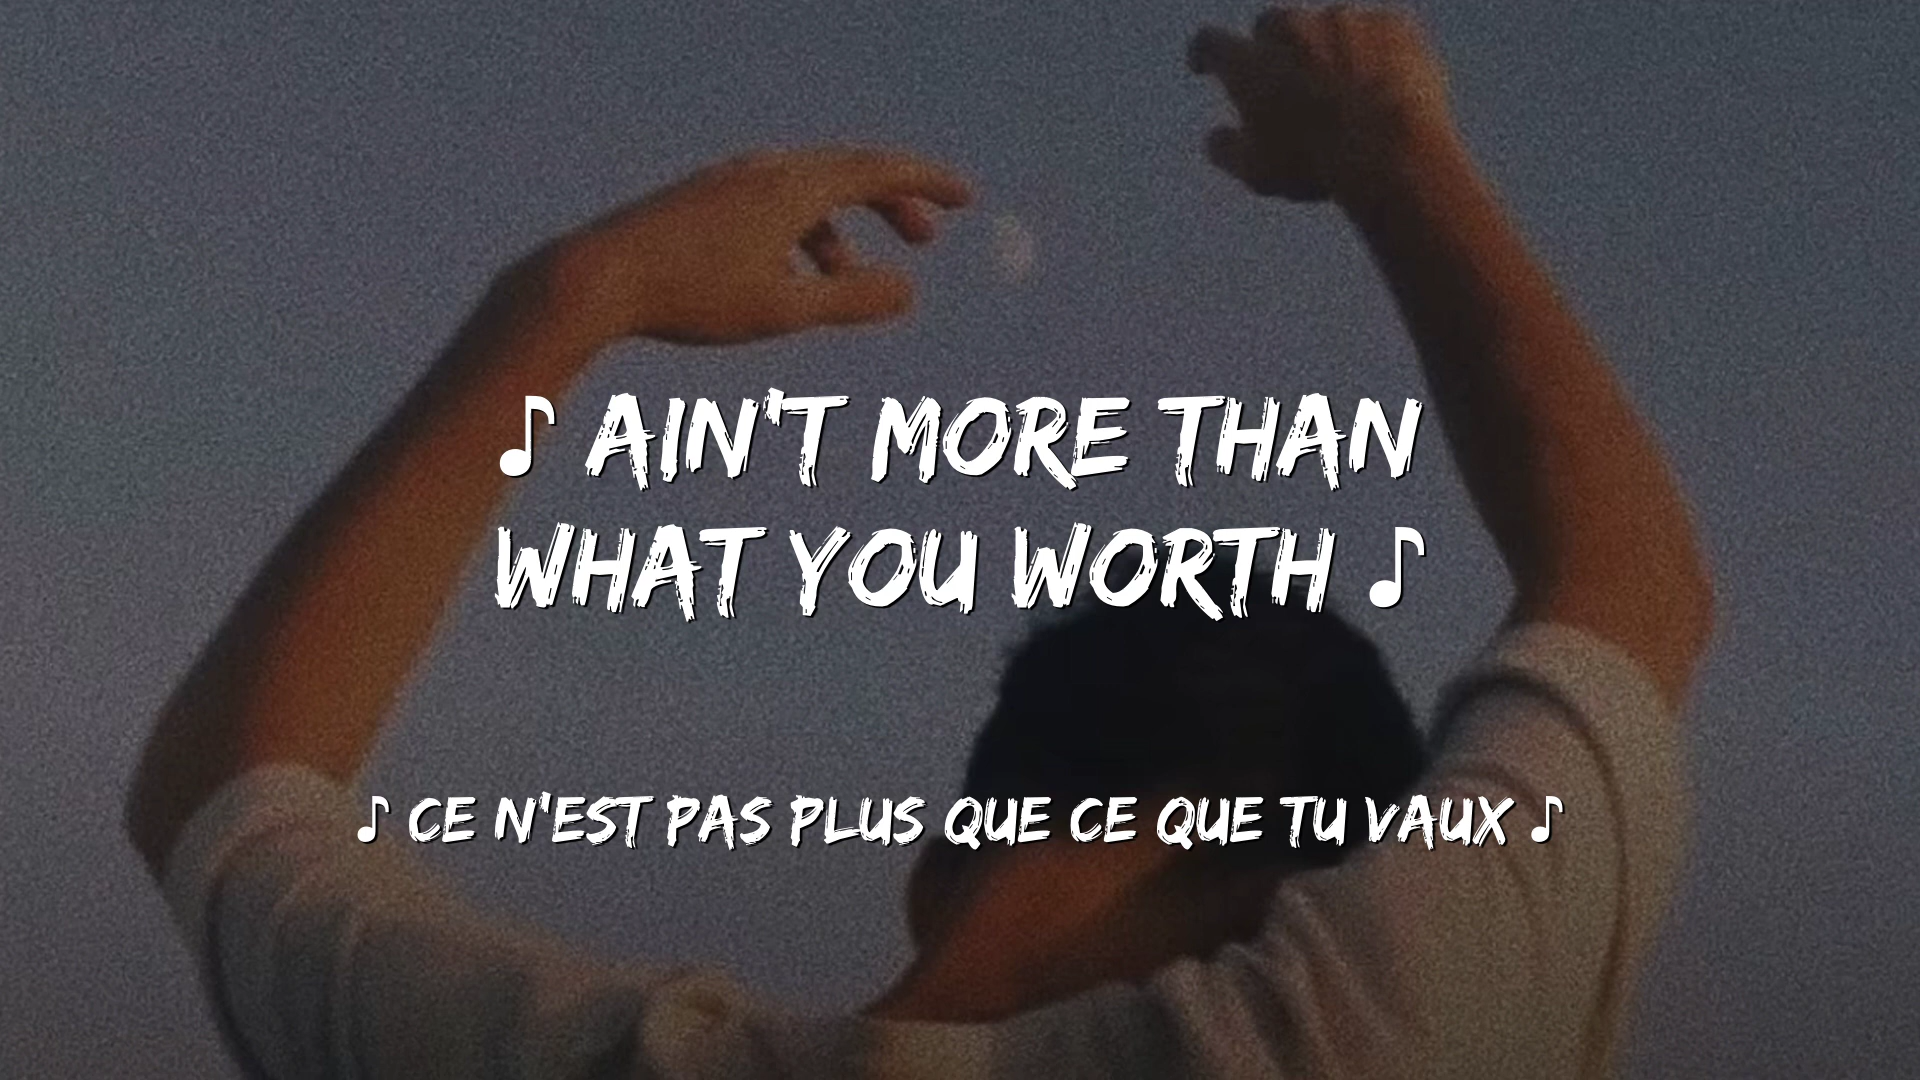 ♪ AIN'T MORE THAN
WHAT YOU WORTH ♪
♪ CE N'EST PAS PLUS QUE CE QUE TU VAUX ♪